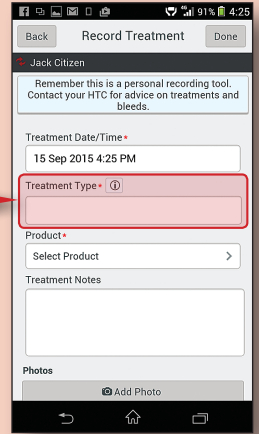 91% 4:25
Back Record Treatment Done
Jack Citizen
Remember this is a personal recording tool.
Contact your HTC for advice on treatments and
bleeds.
Treatment Date/Time*
15 Sep 2015 4:25 PM
Treatment Type*
Product*
Select Product
Treatment Notes
Photos
Add Photo